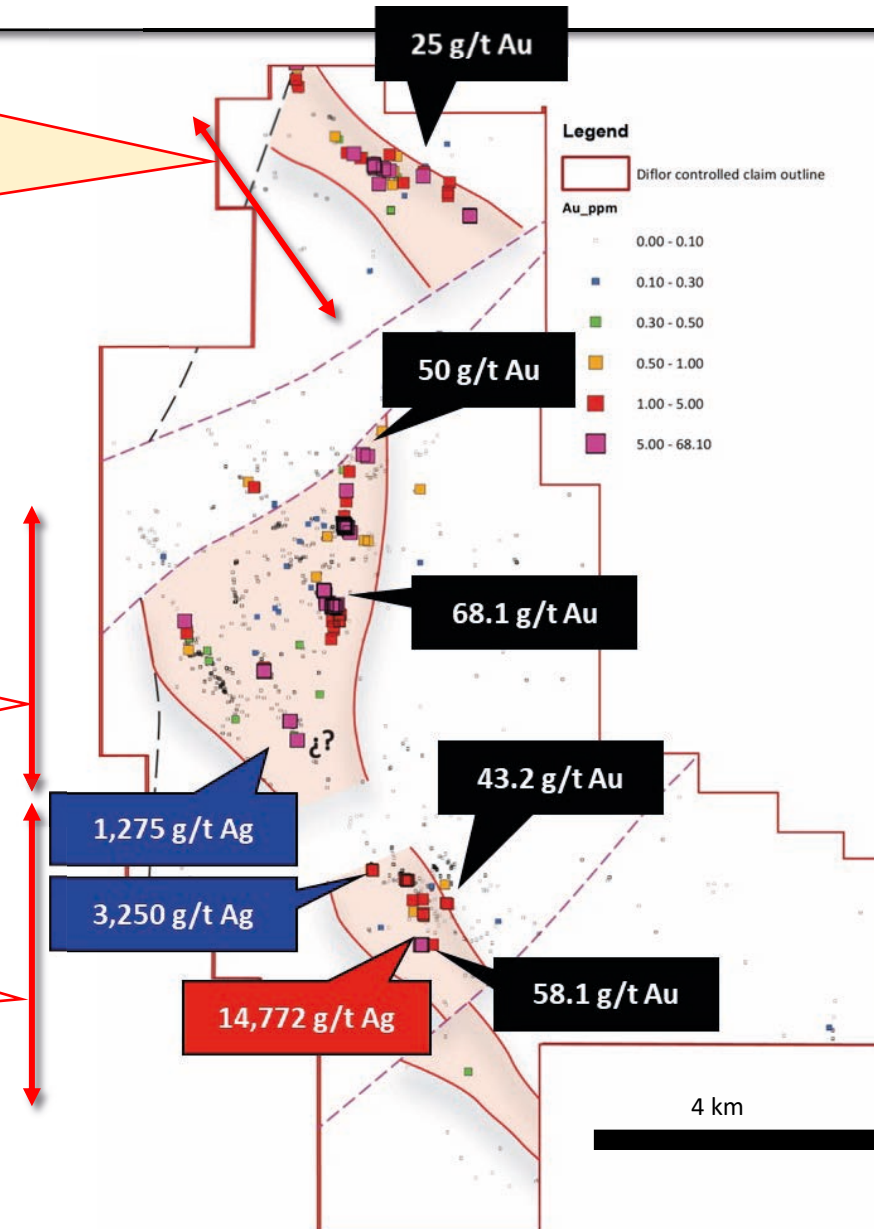 25 g/t Au
Legend
Diflor controlled claim outline
Au_ppm
0.00 - 0.10
0.10 - 0.30
0.30 - 0.50
0.50 - 1.00
1.00 - 5.00
5.00 - 68.10
50 g/t Au
68.1 g/t Au
¿?
43.2 g/t Au
1,275 g/t Ag
3,250 g/t Ag
58.1 g/t Au
14,772 g/t Ag
4 km